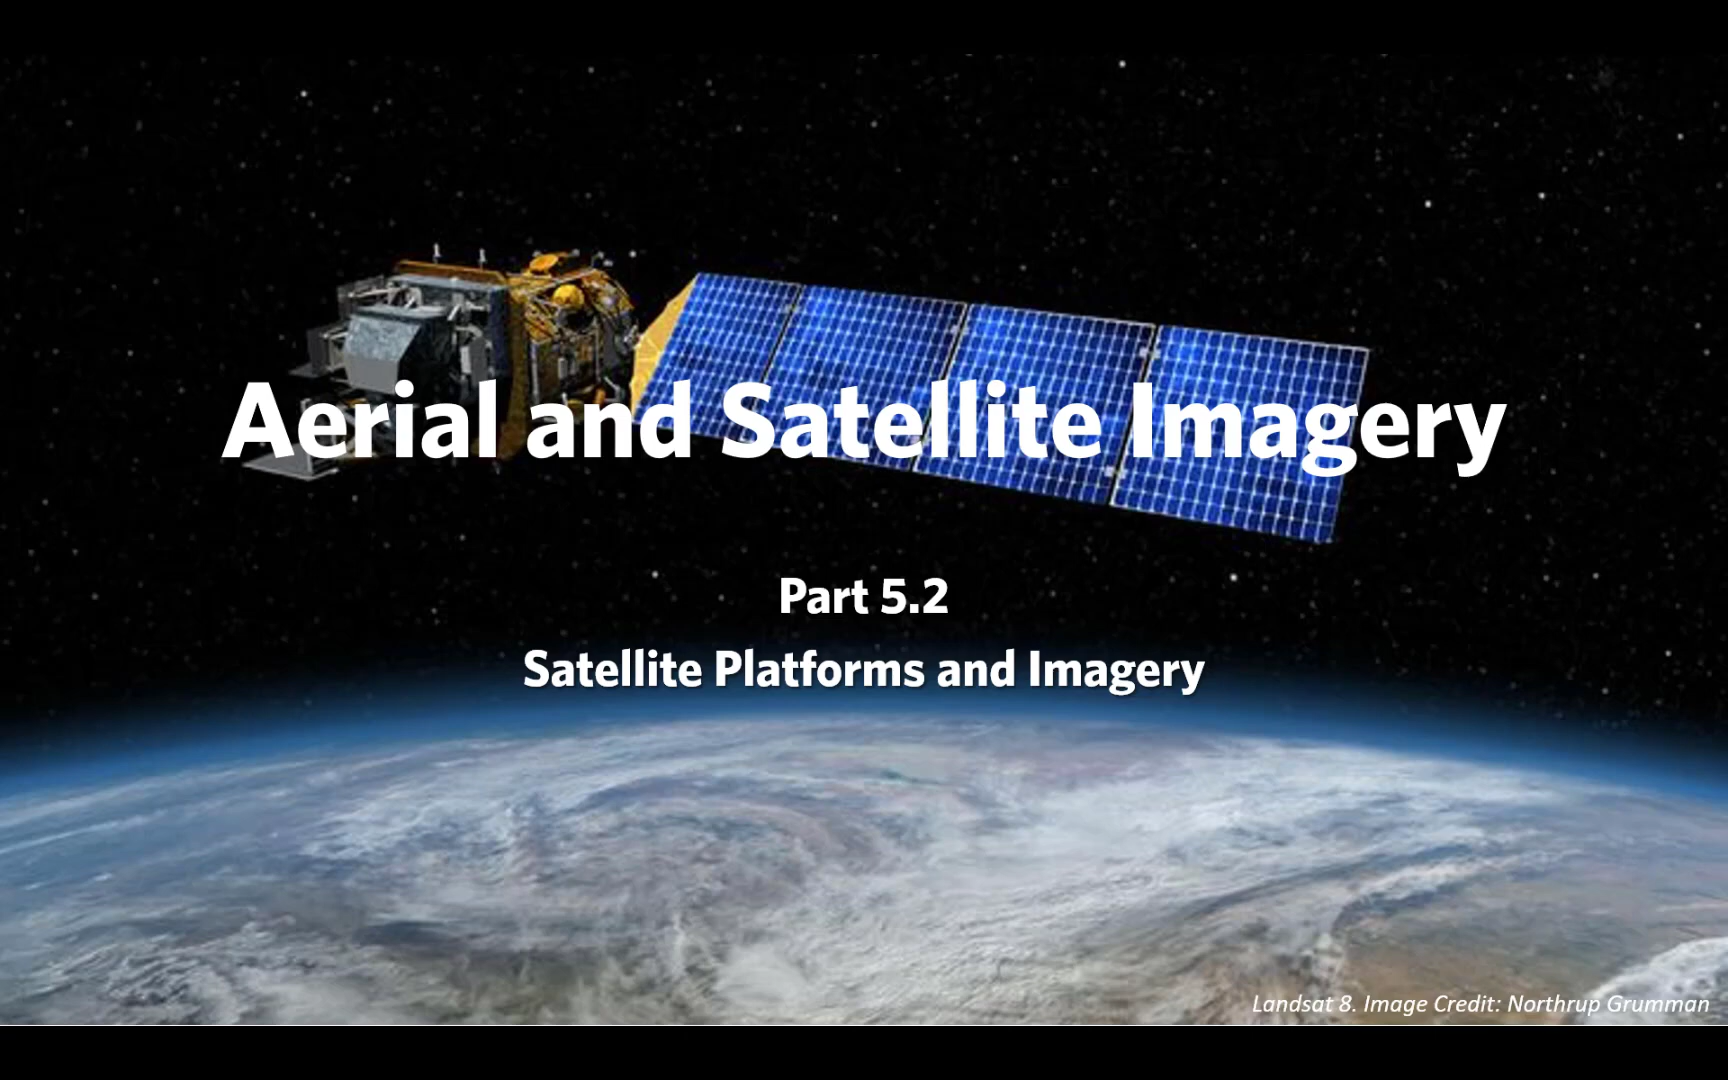 Aerial and Satellite Imagery
Part 5.2
Satellite Platforms and Imagery
Landsat 8. Image Credit: Northrup Grumman